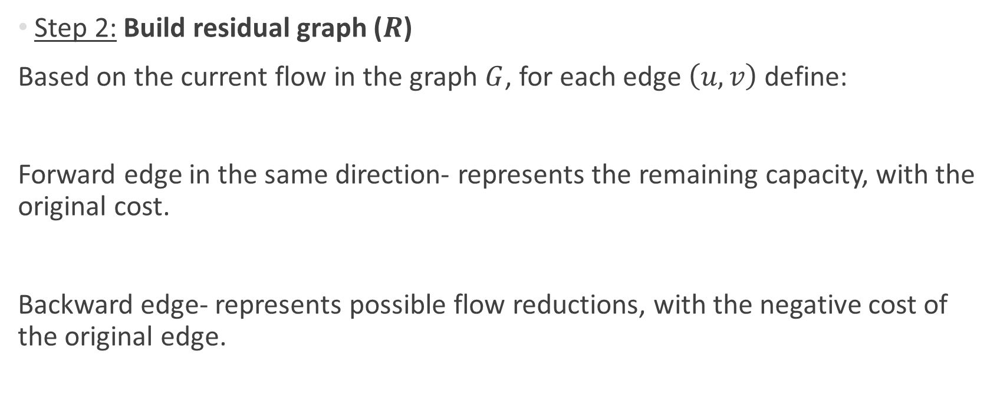 • Step 2: Build residual graph (R)
Based on the current flow in the graph G, for each edge (u, v) define:
Forward edge in the same direction- represents the remaining capacity, with the
original cost.
Backward edge- represents possible flow reductions, with the negative cost of
the original edge.